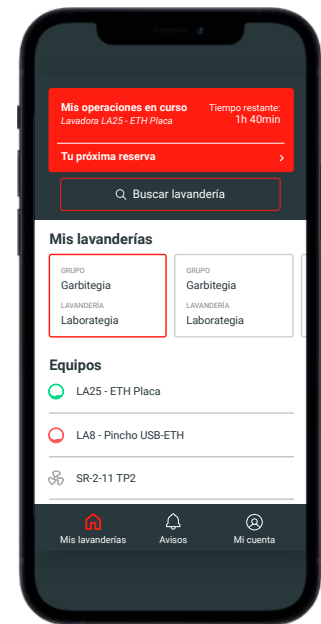 Mis operaciones en curso
Tiempo restante:
Lavadora LA25 - ETH Placa
1h 40min
Tu próxima reserva
Buscar lavandería
Mis lavanderías
GRUPO
Garbitegia
LAVANDERÍA
Laborategia
GRUPO
Garbitegia
LAVANDERÍA
Laborategia
Equipos
LA25 - ETH Placa
LA8 - Pincho USB-ETH
SR-2-11 TP2
Mis lavanderías
Avisos
Mi cuenta